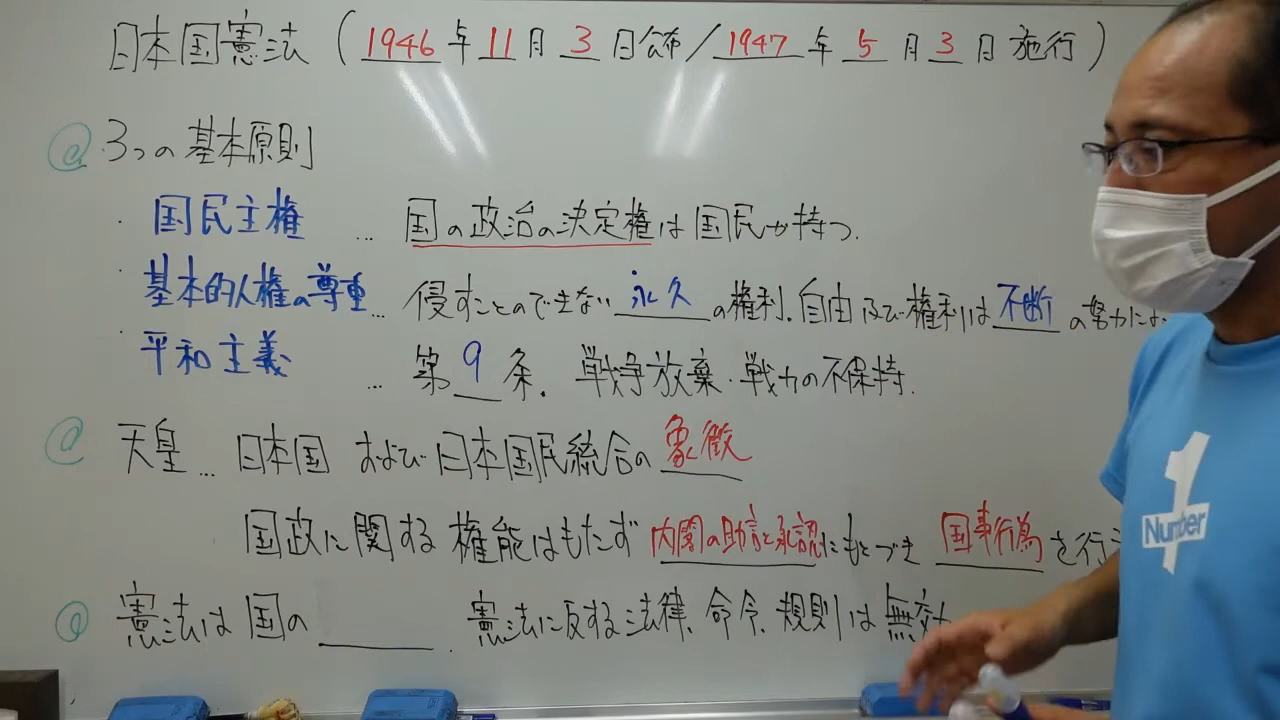 日本国憲法 (1946年11月3日公布/1947年5月3日施行)
@ 3つの基本原則
・国民主権 … 国の政治の決定権は国民が持つ.
・基本的人権の尊重… 侵すことのできない永久の権利.自由及び権利は不断の努力によ
・平和主義 … 第9条. 戦争放棄・戦力の不保持.
@ 天皇… 日本国および日本国民統合の象徴
国政に関する権能はもたず内閣の助言と承認にもとづき国事行為を行う
@ 憲法は国の______. 憲法に反する法律、命令、規則は無効
1
Number